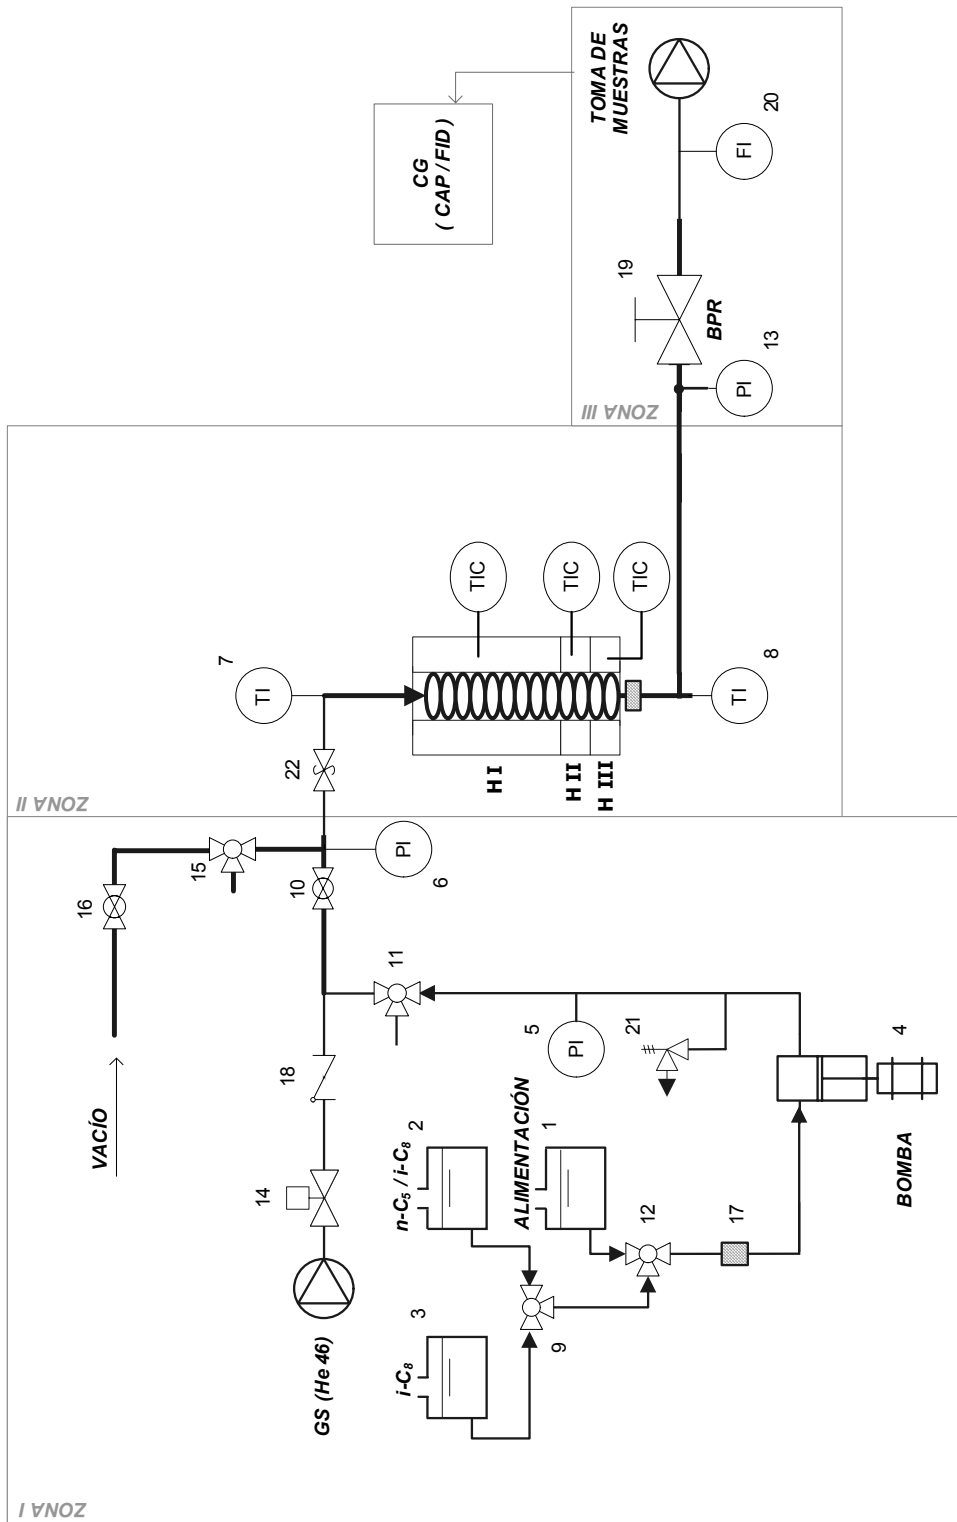 ZONA I
ZONA II
ZONA III
VACÍO
16
15
GS (He 46)
14
18
10
6
PI
22
7
TI
i-C₈
3
n-C₅ / i-C₈
2
9
ALIMENTACIÓN
1
12
17
BOMBA
4
5
PI
21
11
H I
H II
H III
TIC
TIC
TIC
TI
8
PI
13
BPR
19
FI
20
TOMA DE
MUESTRAS
CG
( CAP / FID )